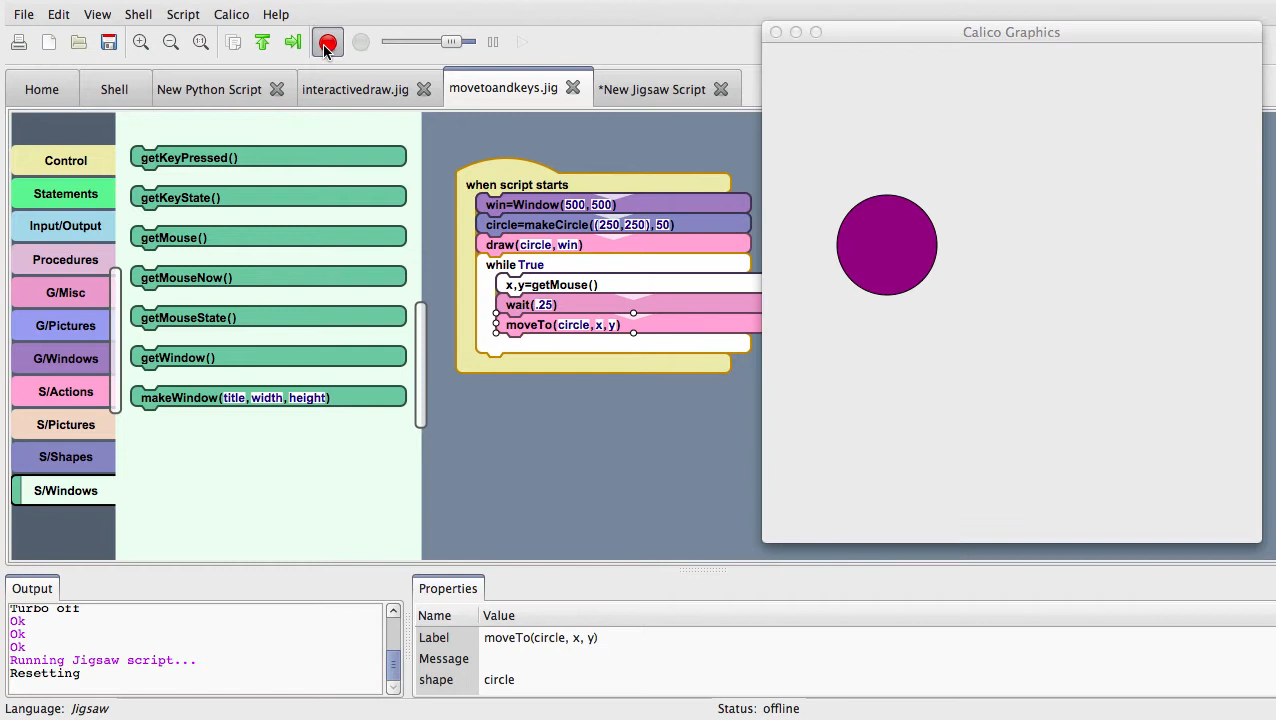 File Edit View Shell Script Calico Help
Calico Graphics
Home Shell New Python Script interactivedraw.jig movetoandkeys.jig *New Jigsaw Script
Control
Statements
Input/Output
Procedures
G/Misc
G/Pictures
G/Windows
S/Actions
S/Pictures
S/Shapes
S/Windows
getKeyPressed()
getKeyState()
getMouse()
getMouseNow()
getMouseState()
getWindow()
makeWindow(title,width,height)
when script starts
win=Window(500,500)
circle=makeCircle((250,250),50)
draw(circle,win)
while True
x,y=getMouse()
wait(.25)
moveTo(circle,x,y)
Output
Turbo off
Ok
Ok
Ok
Running Jigsaw script...
Resetting
Properties
Name Value
Label moveTo(circle, x, y)
Message
shape circle
Language: Jigsaw
Status: offline